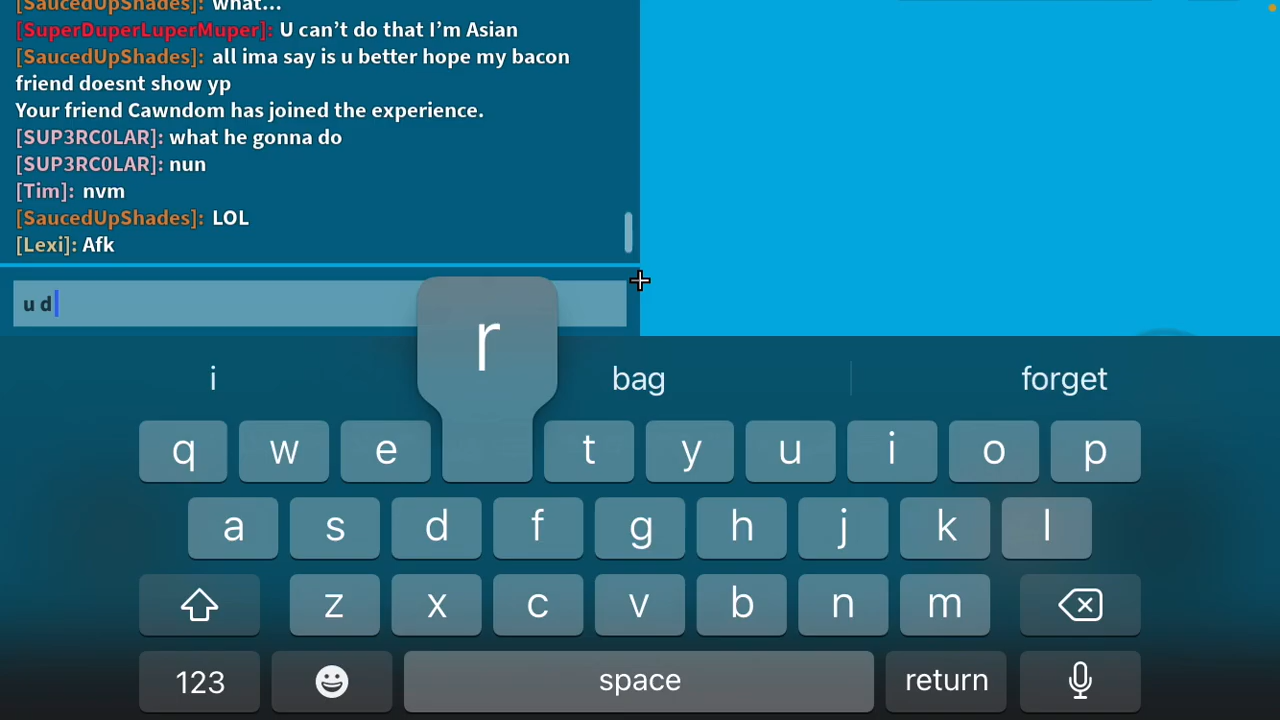 [SaucedUpShades]: what...
[SuperDuperLuperMuper]: U can’t do that I’m Asian
[SaucedUpShades]: all ima say is u better hope my bacon
friend doesnt show yp
Your friend Cawndom has joined the experience.
[SUP3RC0LAR]: what he gonna do
[SUP3RC0LAR]: nun
[Tim]: nvm
[SaucedUpShades]: LOL
[Lexi]: Afk
u d
r
i bag forget
q w e t y u i o p
a s d f g h j k l
z x c v b n m
123 space return